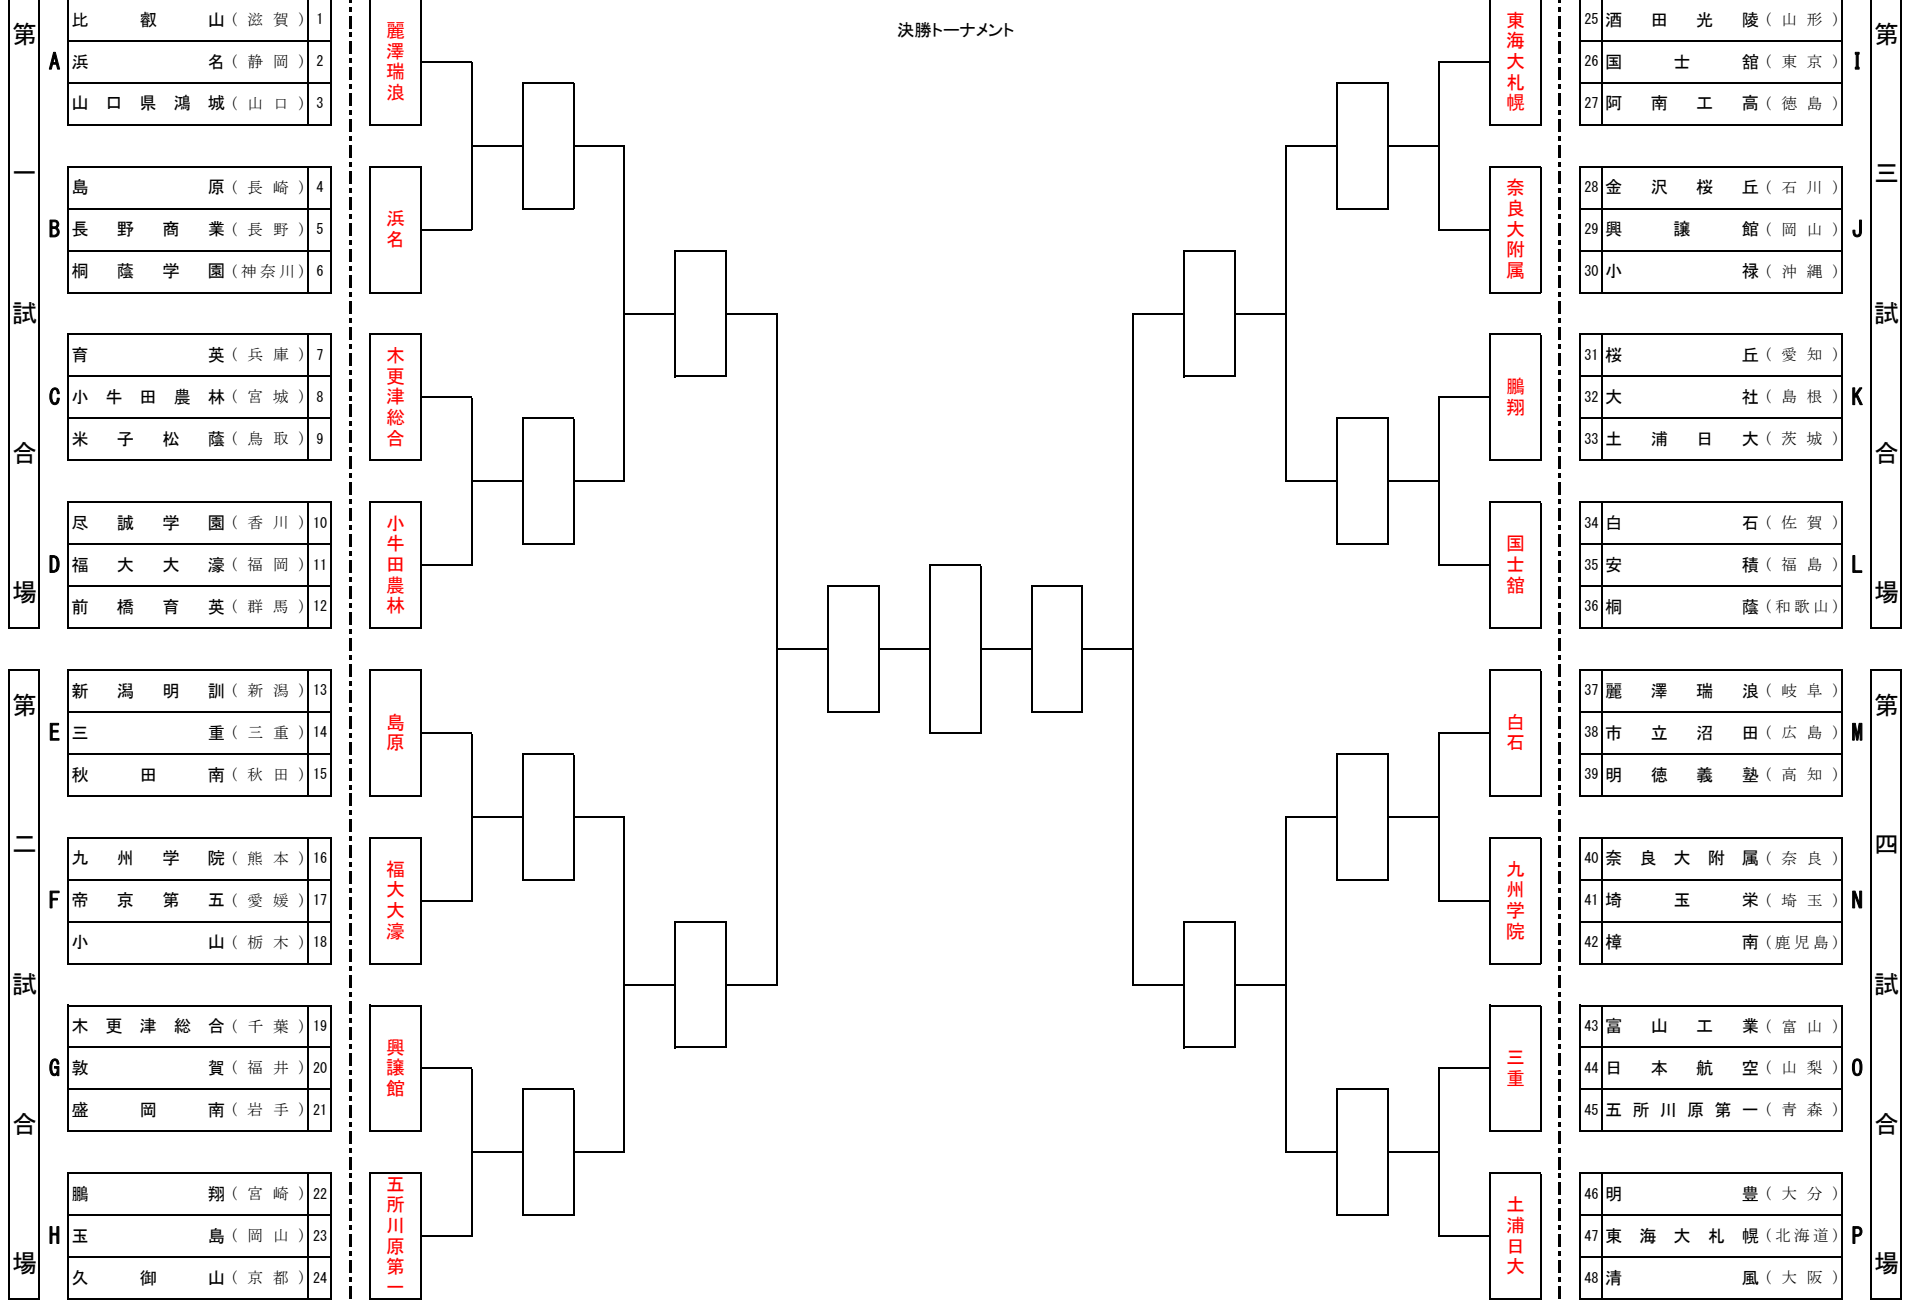 決勝トーナメント
第一試合場
A
比叡山(滋賀) 1
浜名(静岡) 2
山口県鴻城(山口) 3
B
島原(長崎) 4
長野商業(長野) 5
桐蔭学園(神奈川) 6
C
育英(兵庫) 7
小牛田農林(宮城) 8
米子松蔭(鳥取) 9
D
尽誠学園(香川) 10
福大大濠(福岡) 11
前橋育英(群馬) 12
第二試合場
E
新潟明訓(新潟) 13
三重(三重) 14
秋田南(秋田) 15
F
九州学院(熊本) 16
帝京第五(愛媛) 17
小山(栃木) 18
G
木更津総合(千葉) 19
敦賀(福井) 20
盛岡南(岩手) 21
H
鵬翔(宮崎) 22
玉島(岡山) 23
久御山(京都) 24
麗澤瑞浪
浜名
木更津総合
小牛田農林
島原
福大大濠
興譲館
五所川原第一
東海大札幌
奈良大附属
鵬翔
国士舘
白石
九州学院
三重
土浦日大
第三試合場
I
25 酒田光陵(山形)
26 国士舘(東京)
27 阿南工高(徳島)
J
28 金沢桜丘(石川)
29 興譲館(岡山)
30 小禄(沖縄)
K
31 桜丘(愛知)
32 大社(島根)
33 土浦日大(茨城)
L
34 白石(佐賀)
35 安積(福島)
36 桐蔭(和歌山)
第四試合場
M
37 麗澤瑞浪(岐阜)
38 市立沼田(広島)
39 明徳義塾(高知)
N
40 奈良大附属(奈良)
41 埼玉栄(埼玉)
42 樟南(鹿児島)
O
43 富山工業(富山)
44 日本航空(山梨)
45 五所川原第一(青森)
P
46 明豊(大分)
47 東海大札幌(北海道)
48 清風(大阪)